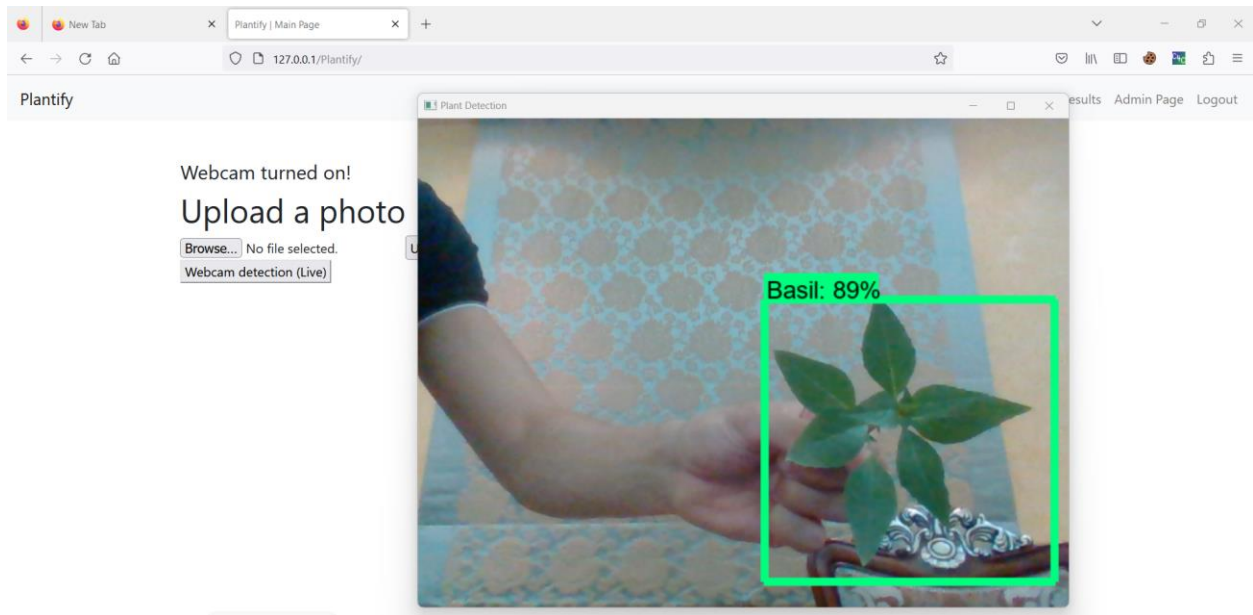 New Tab
Plantify | Main Page
127.0.0.1/Plantify/
Plantify
Admin Page Logout
Plant Detection
Webcam turned on!
Upload a photo
Browse... No file selected.
Webcam detection (Live)
Basil: 89%